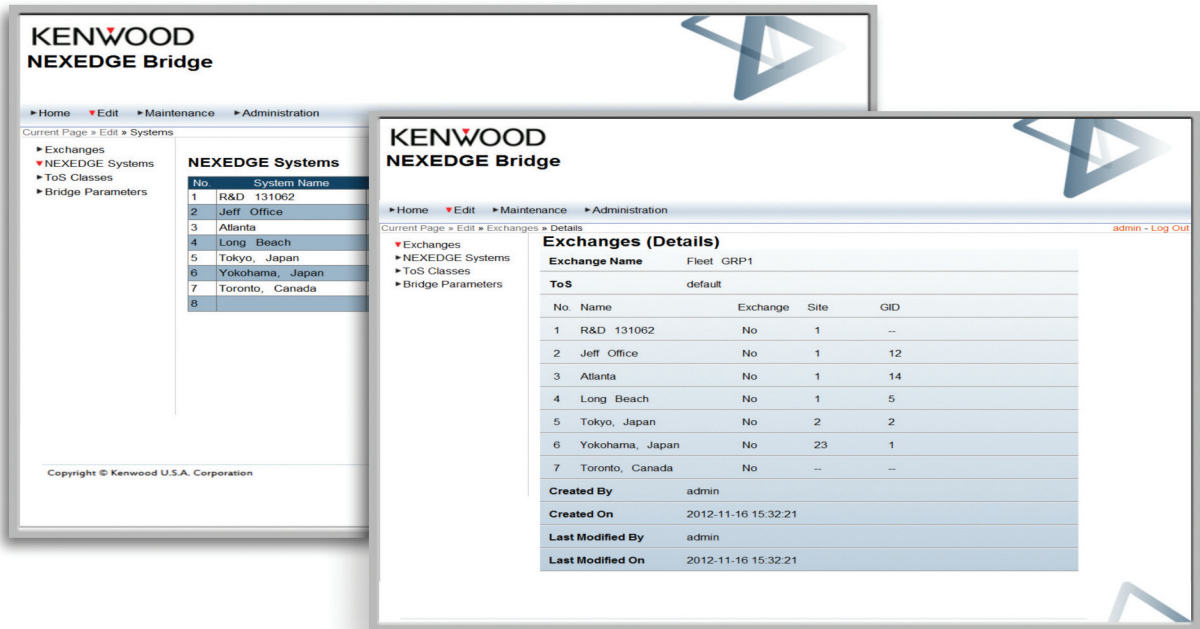 KENWOOD
NEXEDGE Bridge
►Home ▼Edit ►Maintenance ►Administration
Current Page » Edit » Systems
►Exchanges
▼NEXEDGE Systems
►ToS Classes
►Bridge Parameters
NEXEDGE Systems
No. System Name
1 R&D 131062
2 Jeff Office
3 Atlanta
4 Long Beach
5 Tokyo, Japan
6 Yokohama, Japan
7 Toronto, Canada
8
Copyright © Kenwood U.S.A. Corporation
KENWOOD
NEXEDGE Bridge
►Home ▼Edit ►Maintenance ►Administration
Current Page » Edit » Exchanges » Details admin - Log Out
▼Exchanges
►NEXEDGE Systems
►ToS Classes
►Bridge Parameters
Exchanges (Details)
Exchange Name Fleet GRP1
ToS default
No. Name Exchange Site GID
1 R&D 131062 No 1 --
2 Jeff Office No 1 12
3 Atlanta No 1 14
4 Long Beach No 1 5
5 Tokyo, Japan No 2 2
6 Yokohama, Japan No 23 1
7 Toronto, Canada No -- --
Created By admin
Created On 2012-11-16 15:32:21
Last Modified By admin
Last Modified On 2012-11-16 15:32:21